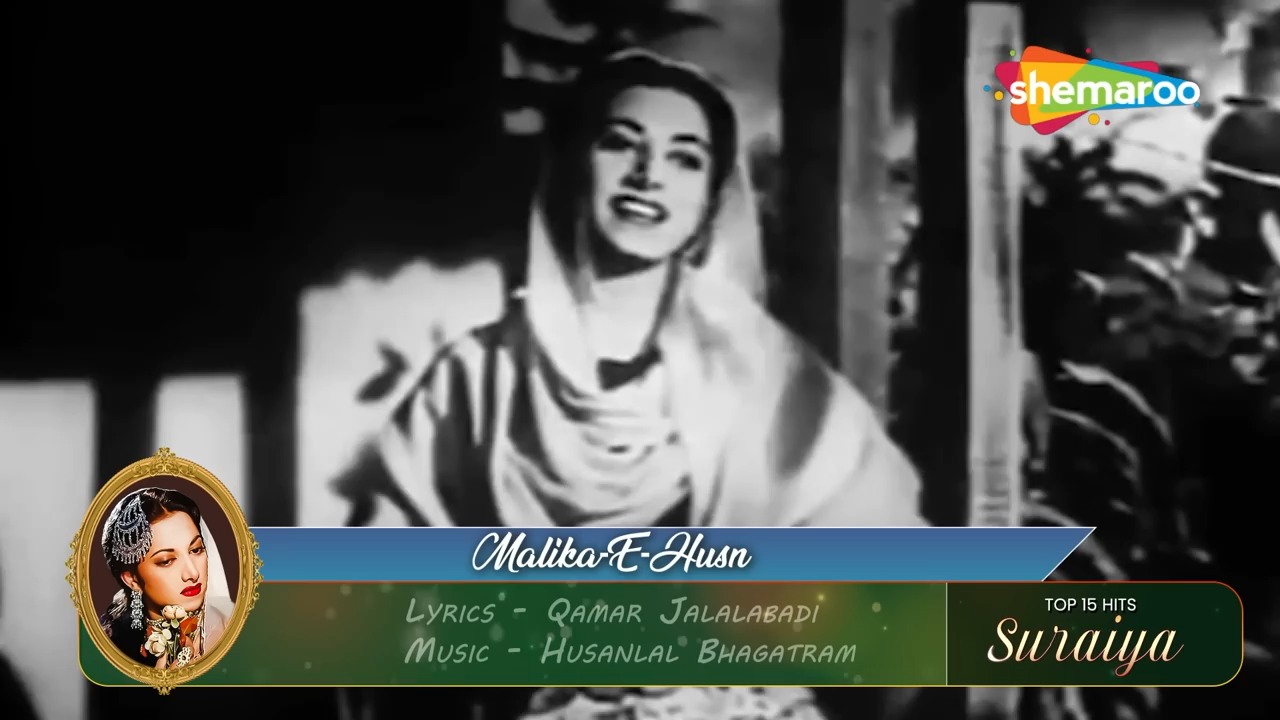 shemaroo
Malika-E-Husn
Lyrics - Qamar Jalalabadi
Music - Husanlal Bhagatram
TOP 15 HITS
Suraiya